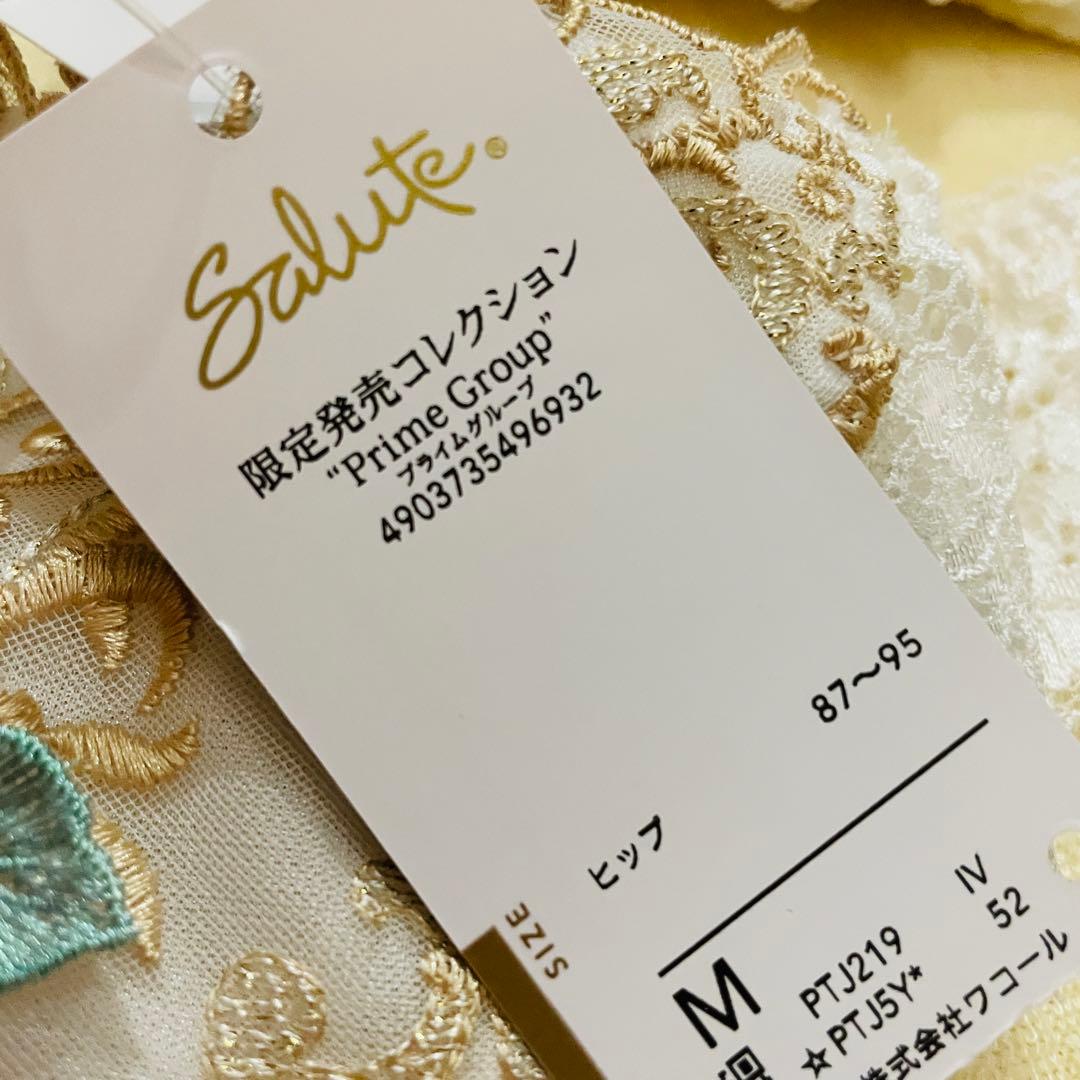 Salute®
限定発売コレクション
"Prime Group"
プライムグループ
4903735496932
ヒップ 87～95
SIZE
M PTJ219 IV
☆PTJ5Y* 52
株式会社ワコール